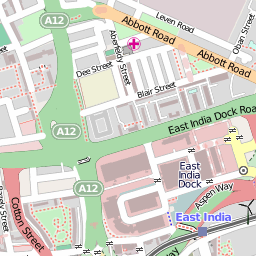 A12
Leven Road
Abbott Road
Oban Street
Aberfeldy Street
Dee Street
Abbott Road
Blair Street
A12
East India Dock Roa
East
India
Dock
A12
Aspen Way
Cotton Street
East India